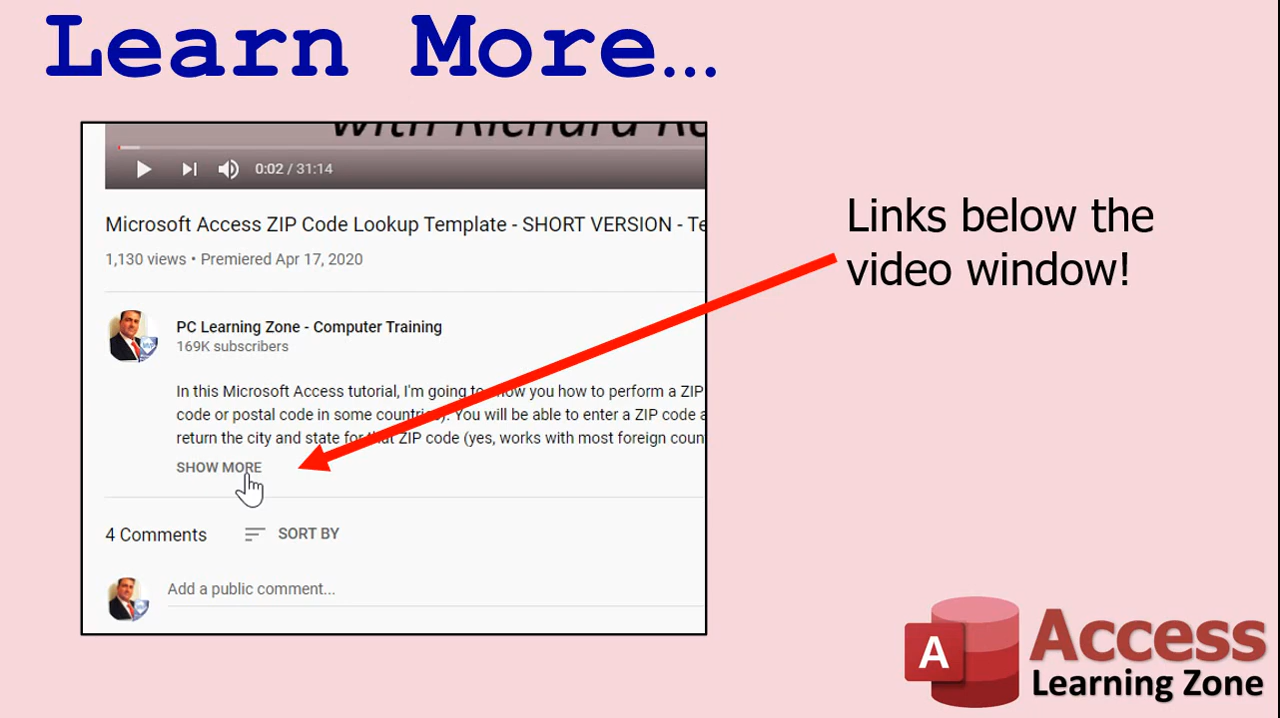 Learn More...
with Richard
0:02 / 31:14
Microsoft Access ZIP Code Lookup Template - SHORT VERSION - Te
1,130 views • Premiered Apr 17, 2020
PC Learning Zone - Computer Training
169K subscribers
In this Microsoft Access tutorial, I'm going to show you how to perform a ZIP
code or postal code in some countries). You will be able to enter a ZIP code a
return the city and state for that ZIP code (yes, works with most foreign coun
SHOW MORE
4 Comments
SORT BY
Add a public comment...
Links below the
video window!
A
Access
Learning Zone